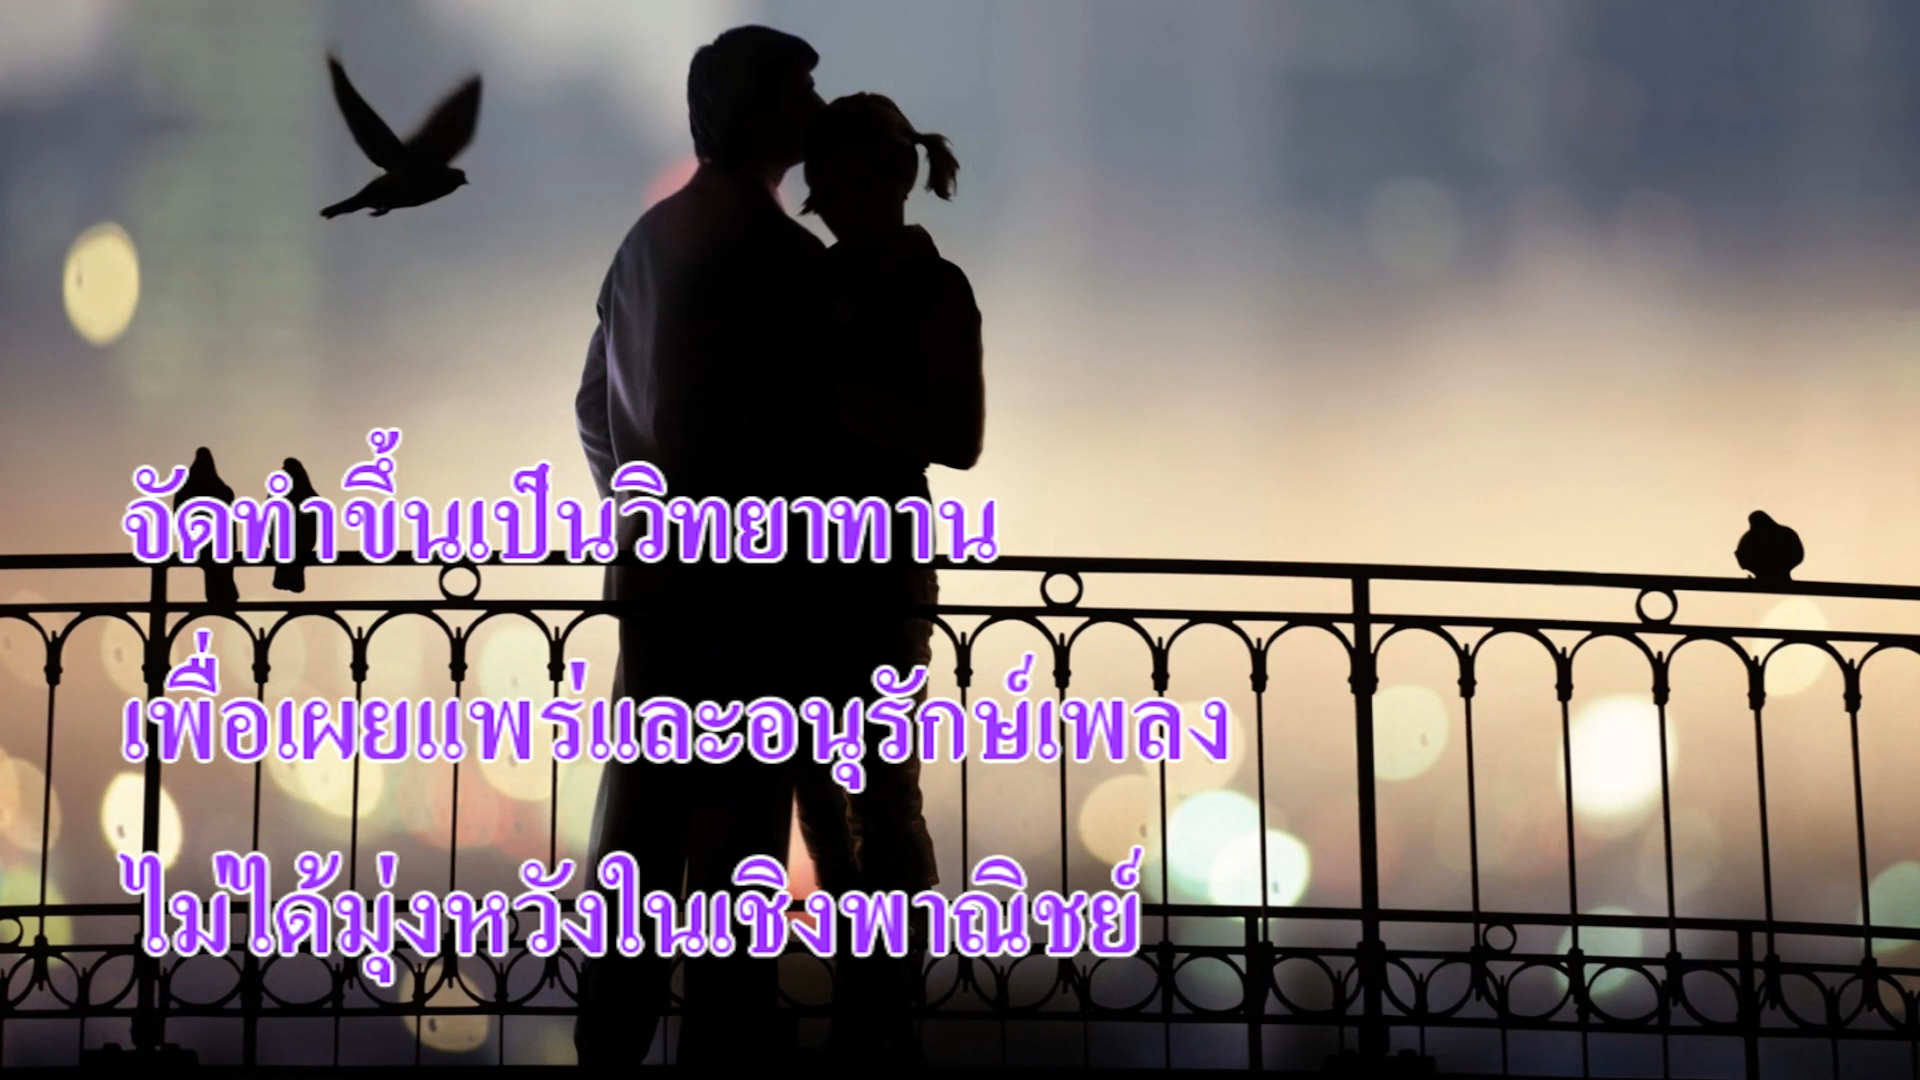 จัดทำขึ้นเป็นวิทยาทาน
เพื่อเผยแพร่และอนุรักษ์เพลง
ไม่ได้มุ่งหวังในเชิงพาณิชย์